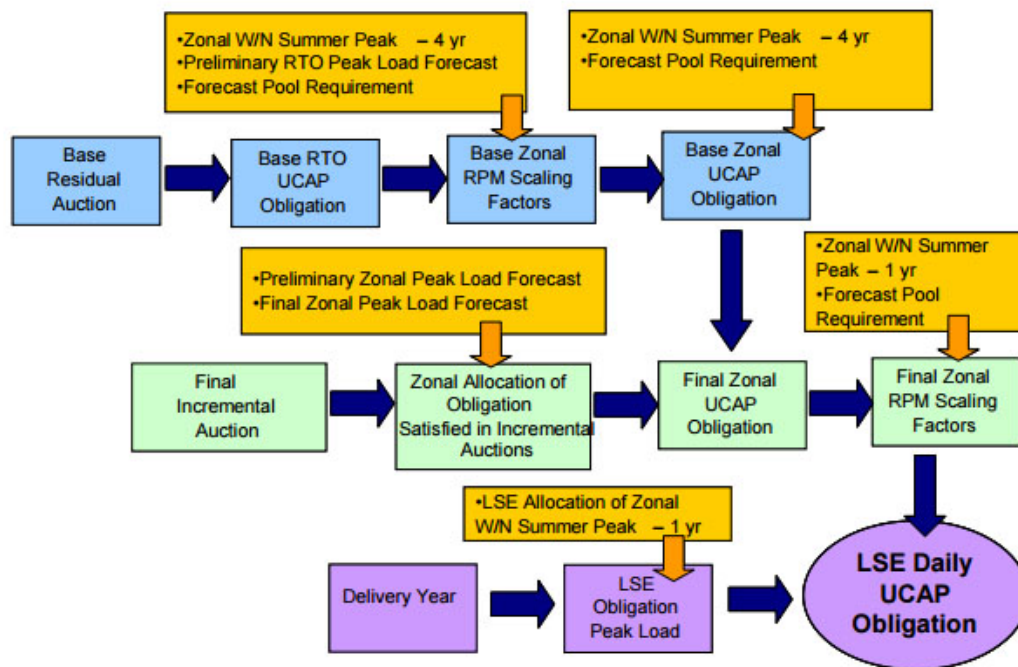 •Zonal W/N Summer Peak – 4 yr
•Preliminary RTO Peak Load Forecast
•Forecast Pool Requirement
•Zonal W/N Summer Peak – 4 yr
•Forecast Pool Requirement
Base
Residual
Auction
Base RTO
UCAP
Obligation
Base Zonal
RPM Scaling
Factors
Base Zonal
UCAP
Obligation
•Preliminary Zonal Peak Load Forecast
•Final Zonal Peak Load Forecast
•Zonal W/N Summer
Peak – 1 yr
•Forecast Pool
Requirement
Final
Incremental
Auction
Zonal Allocation of
Obligation
Satisfied in Incremental
Auctions
Final Zonal
UCAP
Obligation
Final Zonal
RPM Scaling
Factors
•LSE Allocation of Zonal
W/N Summer Peak – 1 yr
Delivery Year
LSE
Obligation
Peak Load
LSE Daily
UCAP
Obligation